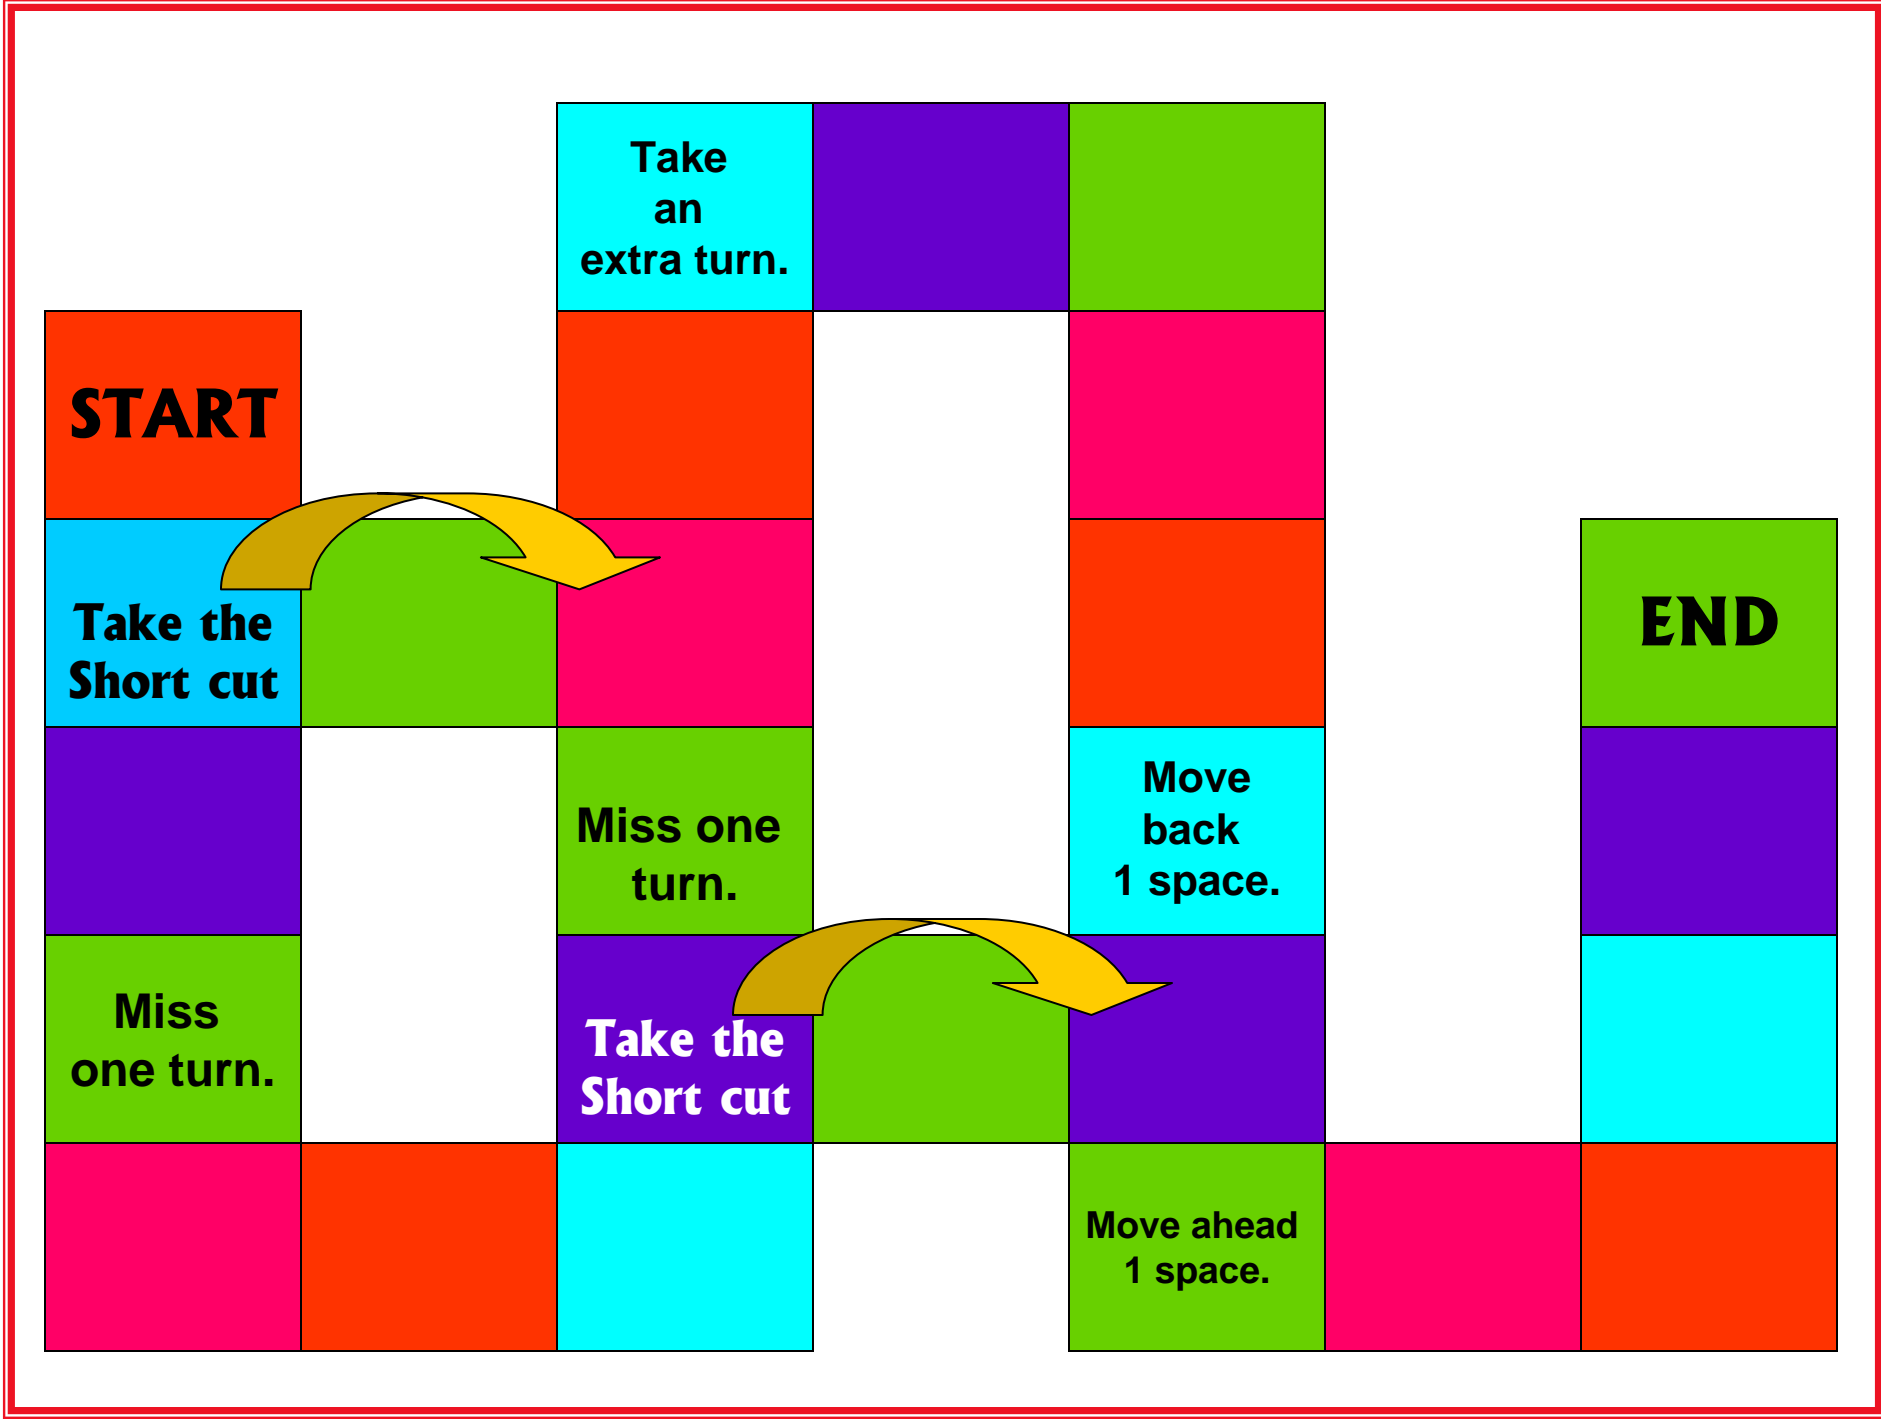 Take
an
extra turn.
START
Take the
Short cut
END
Miss one
turn.
Move
back
1 space.
Miss
one turn.
Take the
Short cut
Move ahead
1 space.